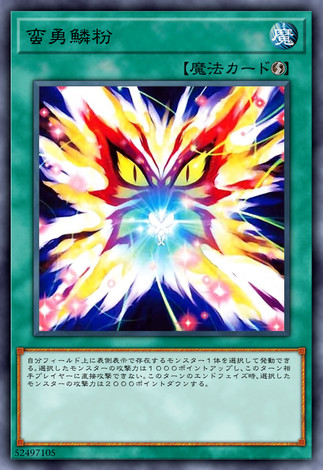 蛮勇鱗粉
魔
【魔法カード】
自分フィールド上に表側表示で存在するモンスター１体を選択して発動でき
る。選択したモンスターの攻撃力は１０００ポイントアップし、このターン相
手プレイヤーに直接攻撃できない。このターンのエンドフェイズ時、選択した
モンスターの攻撃力は２０００ポイントダウンする。
52497105